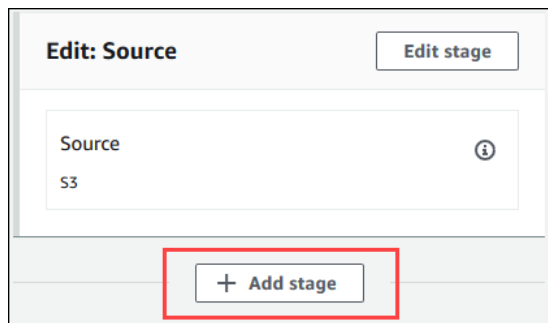 Edit: Source
Edit stage
Source
S3
+ Add stage